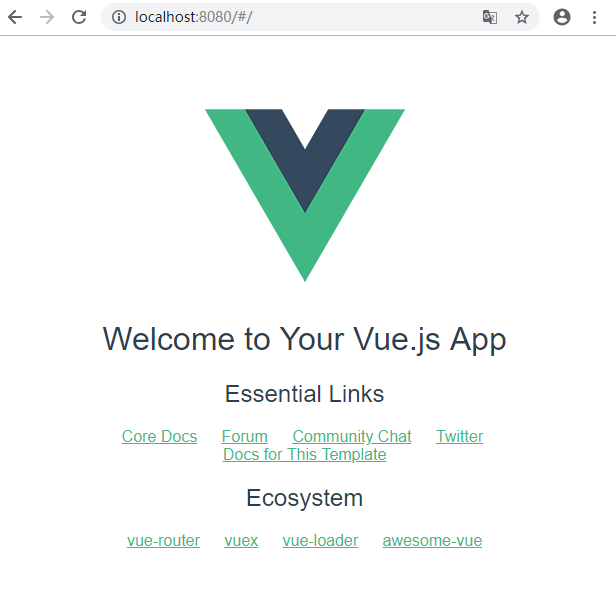 localhost:8080/#/
Welcome to Your Vue.js App
Essential Links
Core Docs Forum Community Chat Twitter
Docs for This Template
Ecosystem
vue-router vuex vue-loader awesome-vue